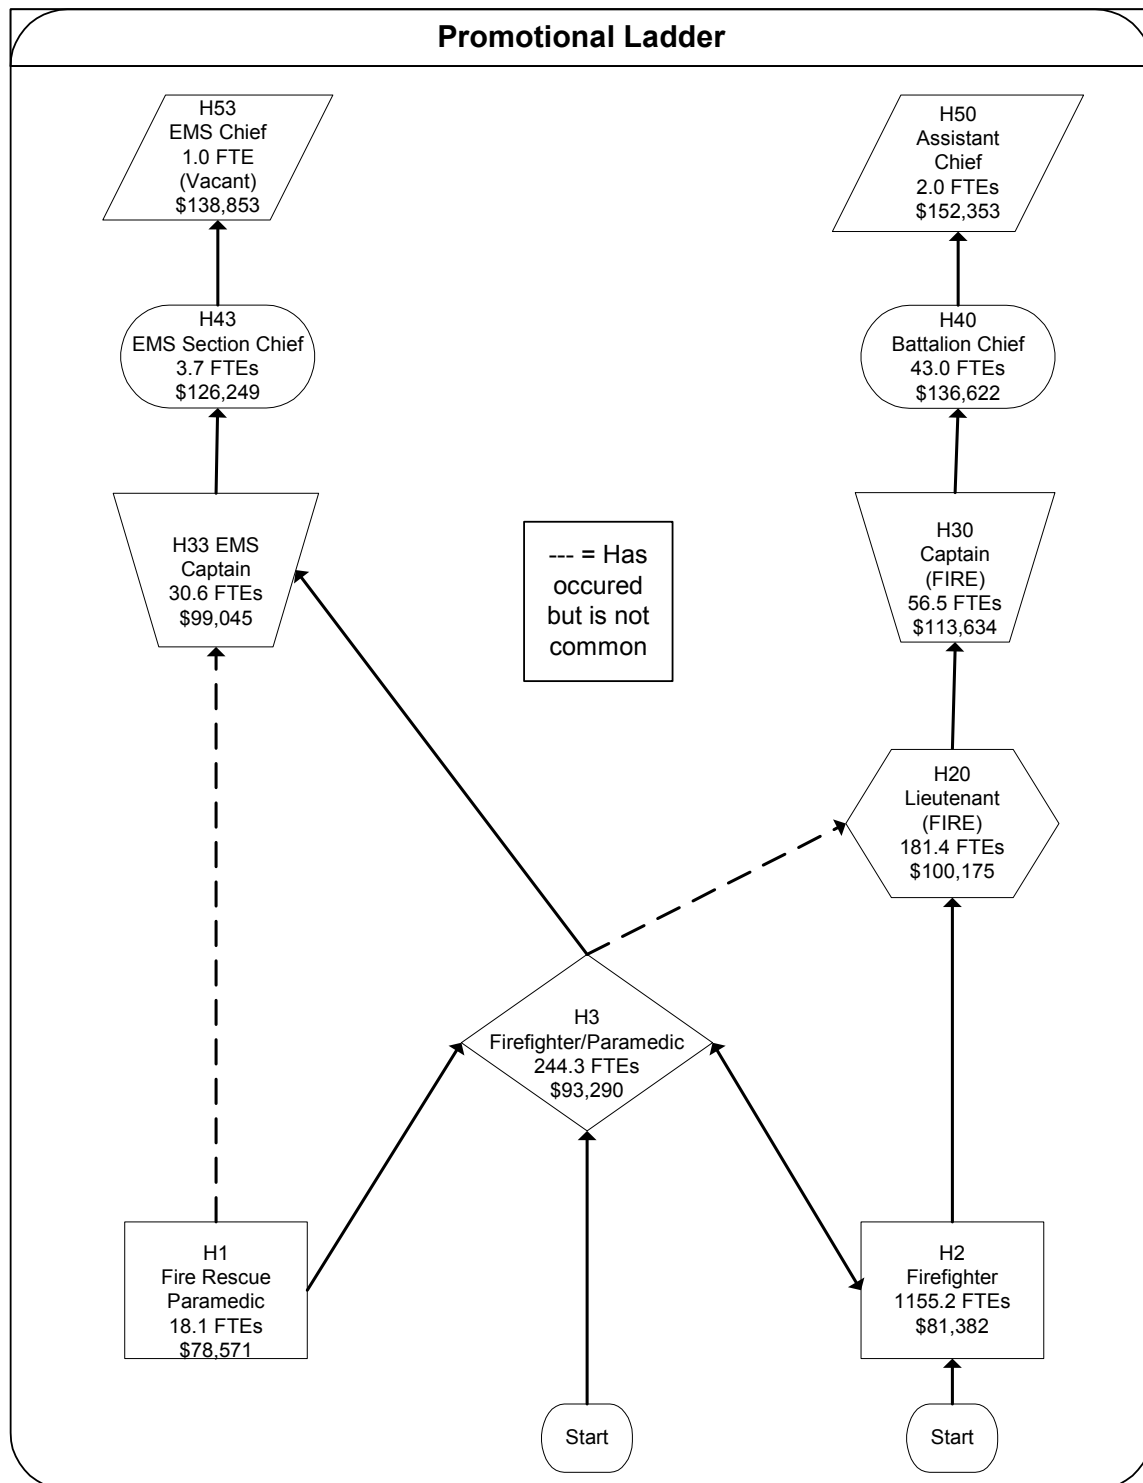 Promotional Ladder
H53
EMS Chief
1.0 FTE
(Vacant)
$138,853
H50
Assistant
Chief
2.0 FTEs
$152,353
H43
EMS Section Chief
3.7 FTEs
$126,249
H40
Battalion Chief
43.0 FTEs
$136,622
H33 EMS
Captain
30.6 FTEs
$99,045
--- = Has
occured
but is not
common
H30
Captain
(FIRE)
56.5 FTEs
$113,634
H20
Lieutenant
(FIRE)
181.4 FTEs
$100,175
H3
Firefighter/Paramedic
244.3 FTEs
$93,290
H1
Fire Rescue
Paramedic
18.1 FTEs
$78,571
H2
Firefighter
1155.2 FTEs
$81,382
Start
Start